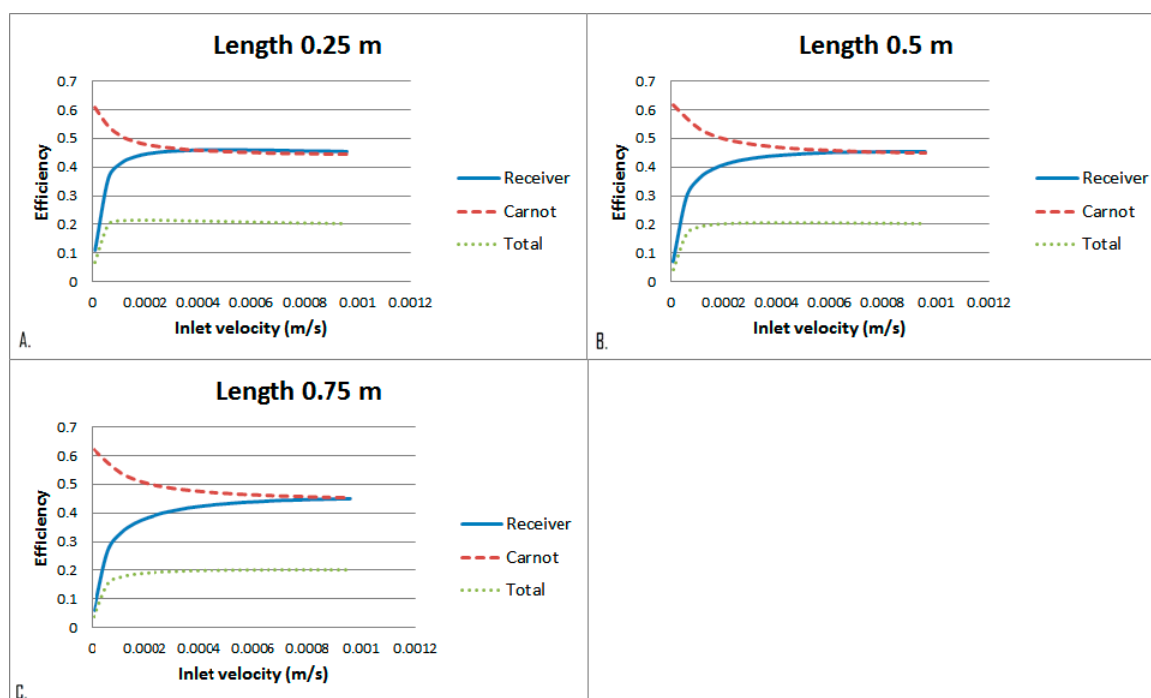 Length 0.25 m
0.7
0.6
0.5
0.4
0.3
0.2
0.1
0
Efficiency
Receiver
Carnot
Total
0 0.0002 0.0004 0.0006 0.0008 0.001 0.0012
Inlet velocity (m/s)
A.
Length 0.5 m
0.7
0.6
0.5
0.4
0.3
0.2
0.1
0
Efficiency
Receiver
Carnot
Total
0 0.0002 0.0004 0.0006 0.0008 0.001 0.0012
Inlet velocity (m/s)
B.
Length 0.75 m
0.7
0.6
0.5
0.4
0.3
0.2
0.1
0
Efficiency
Receiver
Carnot
Total
0 0.0002 0.0004 0.0006 0.0008 0.001 0.0012
Inlet velocity (m/s)
C.